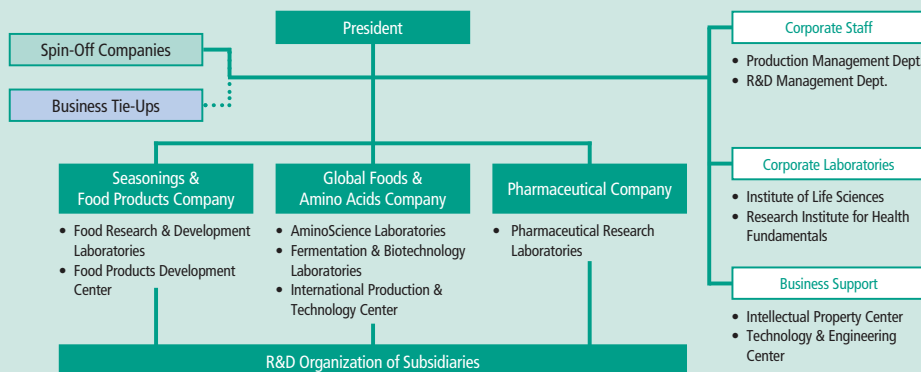 President
Spin-Off Companies
Business Tie-Ups
Corporate Staff
• Production Management Dept.
• R&D Management Dept.
Seasonings &
Food Products Company
• Food Research & Development
Laboratories
• Food Products Development
Center
Global Foods &
Amino Acids Company
• AminoScience Laboratories
• Fermentation & Biotechnology
Laboratories
• International Production &
Technology Center
Pharmaceutical Company
• Pharmaceutical Research
Laboratories
Corporate Laboratories
• Institute of Life Sciences
• Research Institute for Health
Fundamentals
Business Support
• Intellectual Property Center
• Technology & Engineering
Center
R&D Organization of Subsidiaries